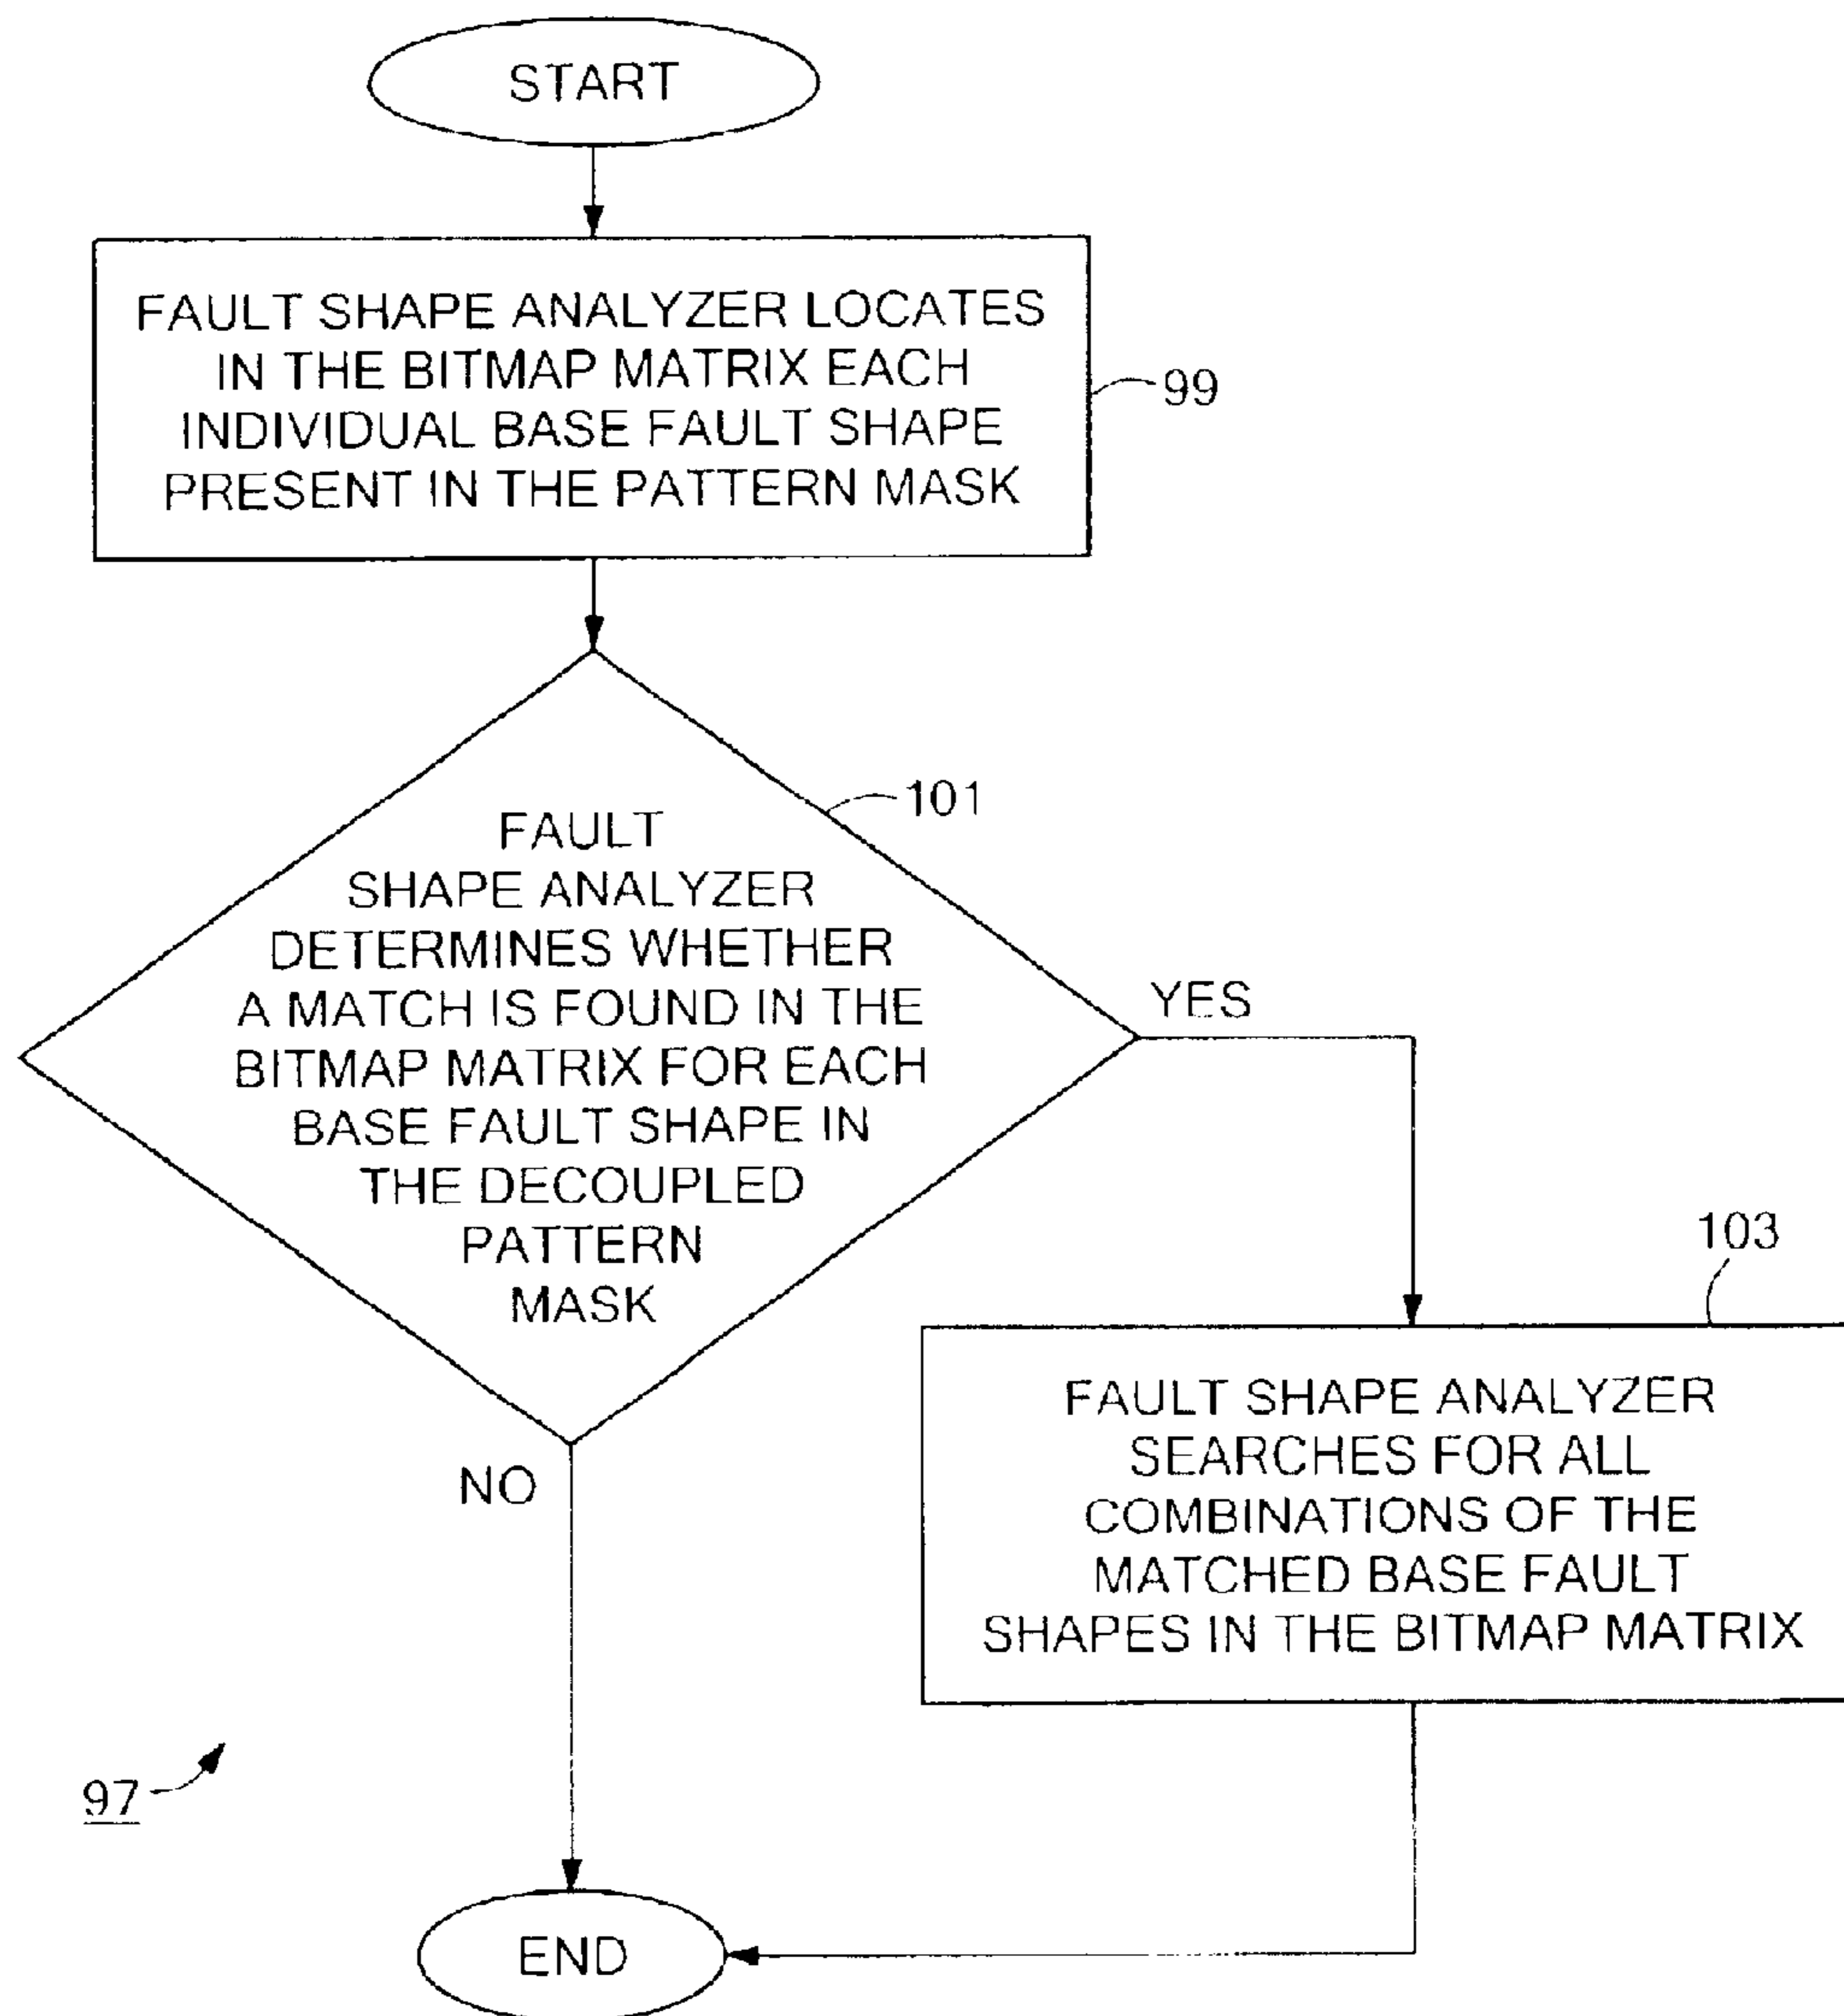 START
FAULT SHAPE ANALYZER LOCATES
IN THE BITMAP MATRIX EACH
INDIVIDUAL BASE FAULT SHAPE
PRESENT IN THE PATTERN MASK
99
101
FAULT
SHAPE ANALYZER
DETERMINES WHETHER
A MATCH IS FOUND IN THE
BITMAP MATRIX FOR EACH
BASE FAULT SHAPE IN
THE DECOUPLED
PATTERN
MASK
YES
NO
103
FAULT SHAPE ANALYZER
SEARCHES FOR ALL
COMBINATIONS OF THE
MATCHED BASE FAULT
SHAPES IN THE BITMAP MATRIX
97
END